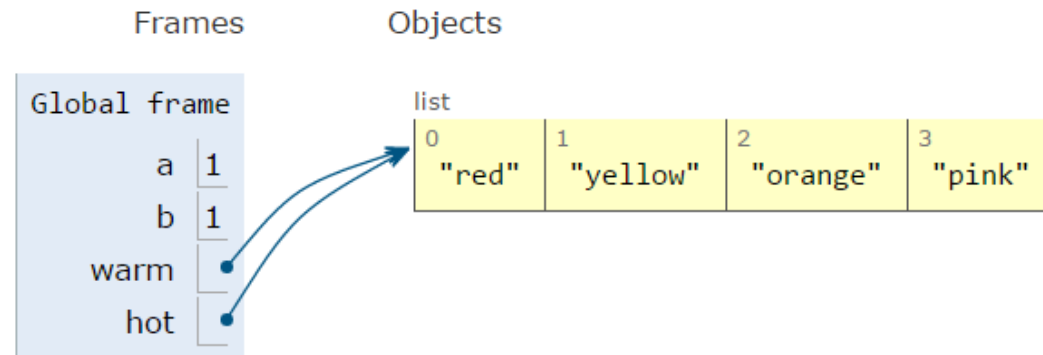 Frames Objects
Global frame
a 1
b 1
warm
hot
list
0 1 2 3
"red" "yellow" "orange" "pink"